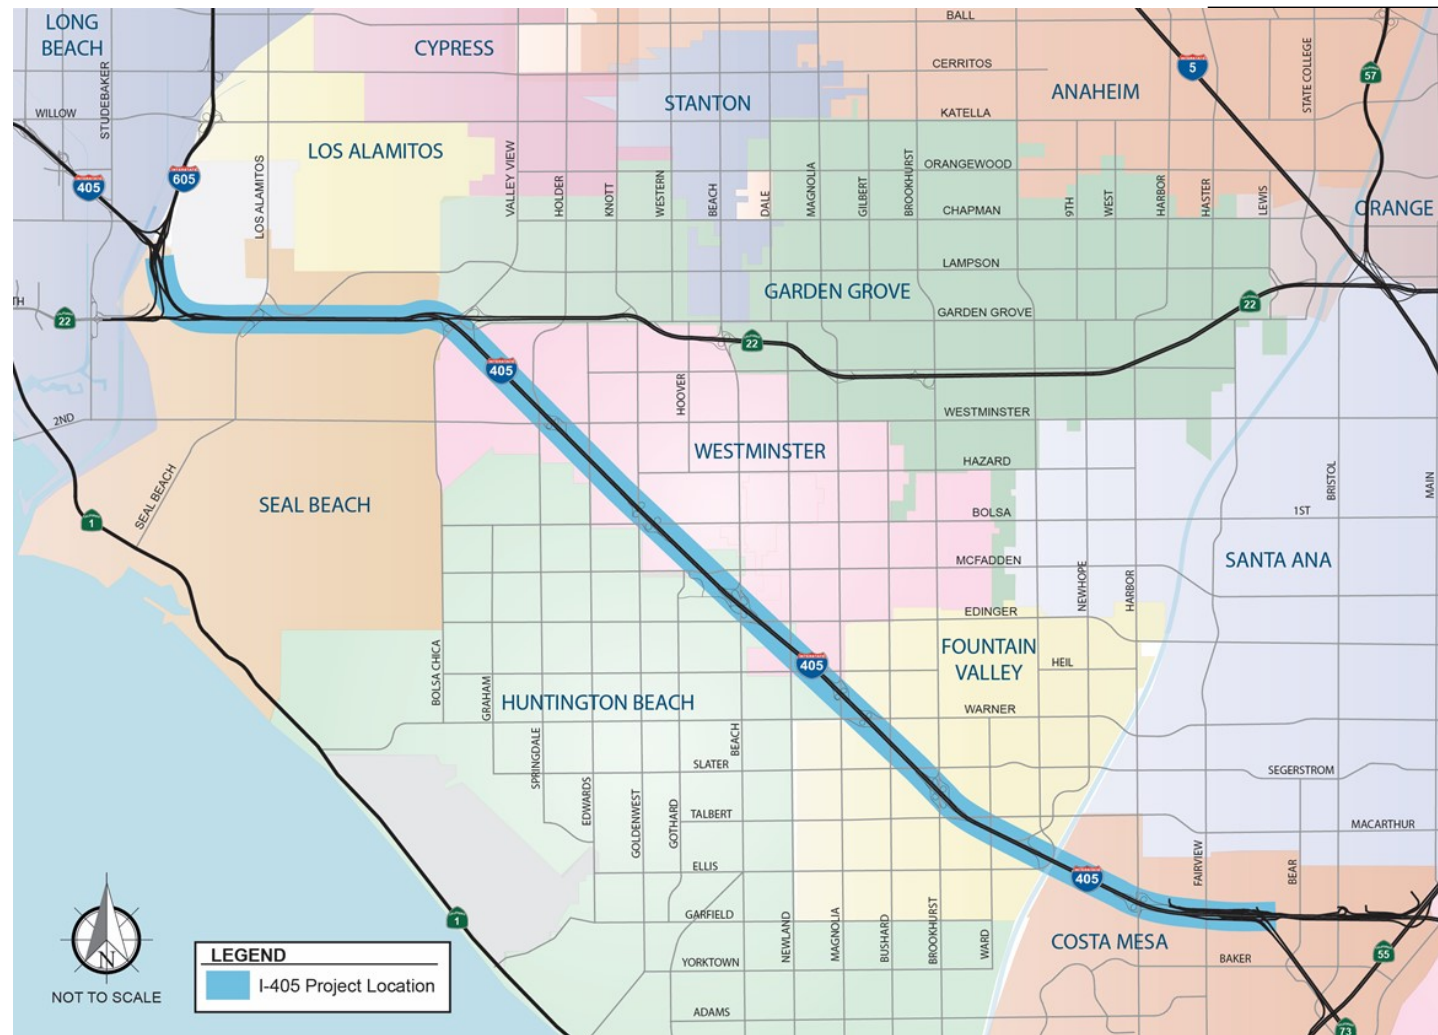 LONG
BEACH
CYPRESS
BALL
CERRITOS
STANTON
ANAHEIM
INTERSTATE
5
STATE COLLEGE
57
WILLOW
STUDEBAKER
KATELLA
LOS ALAMITOS
ORANGEWOOD
405
605
LOS ALAMITOS
VALLEY VIEW
HOLDER
KNOTT
WESTERN
BEACH
DALE
MAGNOLIA
GILBERT
BROOKHURST
CHAPMAN
9TH
WEST
HARBOR
HASTER
LEWIS
ORANGE
LAMPSON
GARDEN GROVE
TH
22
GARDEN GROVE
22
22
405
HOOVER
2ND
WESTMINSTER
WESTMINSTER
HAZARD
SEAL BEACH
SEAL BEACH
1
BOLSA
1ST
BRISTOL
MAIN
MCFADDEN
SANTA ANA
NEWHOPE
HARBOR
EDINGER
FOUNTAIN
VALLEY
HEIL
405
BOLSA CHICA
GRAHAM
HUNTINGTON BEACH
WARNER
SPRINGDALE
BEACH
SLATER
SEGERSTROM
EDWARDS
GOLDENWEST
GOTHARD
TALBERT
MACARTHUR
ELLIS
405
FAIRVIEW
BEAR
1
GARFIELD
NEWLAND
MAGNOLIA
BUSHARD
BROOKHURST
WARD
COSTA MESA
N
NOT TO SCALE
LEGEND
I-405 Project Location
YORKTOWN
BAKER
55
ADAMS
73